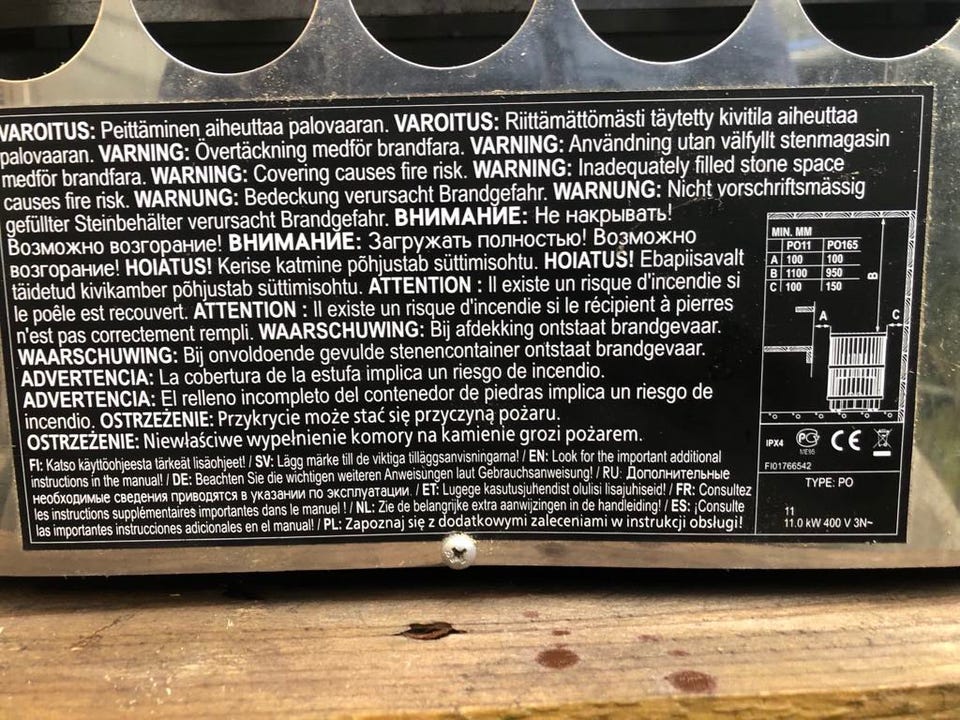 VAROITUS: Peittäminen aiheuttaa palovaaran. VAROITUS: Riittämättömästi täytetty kivitila aiheuttaa
palovaaran. VARNING: Övertäckning medför brandfara. VARNING: Användning utan välfyllt stenmagasin
medför brandfara. WARNING: Covering causes fire risk. WARNING: Inadequately filled stone space
causes fire risk. WARNUNG: Bedeckung verursacht Brandgefahr. WARNUNG: Nicht vorschriftsmässig
gefüllter Steinbehälter verursacht Brandgefahr. ВНИМАНИЕ: Не накрывать!
Возможно возгорание! ВНИМАНИЕ: Загружать полностью! Возможно
возгорание! HOIATUS! Kerise katmine põhjustab süttimisohtu. HOIATUS! Ebapiisavalt
täidetud kivikamber põhjustab süttimisohtu. ATTENTION : Il existe un risque d'incendie si
le poêle est recouvert. ATTENTION : Il existe un risque d'incendie si le récipient à pierres
n'est pas correctement rempli. WAARSCHUWING: Bij afdekking ontstaat brandgevaar.
WAARSCHUWING: Bij onvoldoende gevulde stenencontainer ontstaat brandgevaar.
ADVERTENCIA: La cobertura de la estufa implica un riesgo de incendio.
ADVERTENCIA: El relleno incompleto del contenedor de piedras implica un riesgo de
incendio. OSTRZEŻENIE: Przykrycie może stać się przyczyną pożaru.
OSTRZEŻENIE: Niewłaściwe wypełnienie komory na kamienie grozi pożarem.
FI: Katso käyttöohjeesta tärkeät lisäohjeet! / SV: Lägg märke till de viktiga tilläggsanvisningarna! / EN: Look for the important additional
instructions in the manual! / DE: Beachten Sie die wichtigen weiteren Anweisungen laut Gebrauchsanweisung! / RU: Дополнительные
необходимые сведения приводятся в указании по эксплуатации. / ET: Lugege kasutusjuhendist olulisi lisajuhiseid! / FR: Consultez
les instructions supplémentaires importantes dans le manuel ! / NL: Zie de belangrijke extra aanwijzingen in de handleiding! / ES: ¡Consulte
las importantes instrucciones adicionales en el manual! / PL: Zapoznaj się z dodatkowymi zaleceniami w instrukcji obsługi!
MIN. MM
PO11 PO165
A 100 100
B 1100 950
C 100 150
B
A C
IPX4 PG CE
ME95
FI01766542
TYPE: PO
11
11.0 kW 400 V 3N~